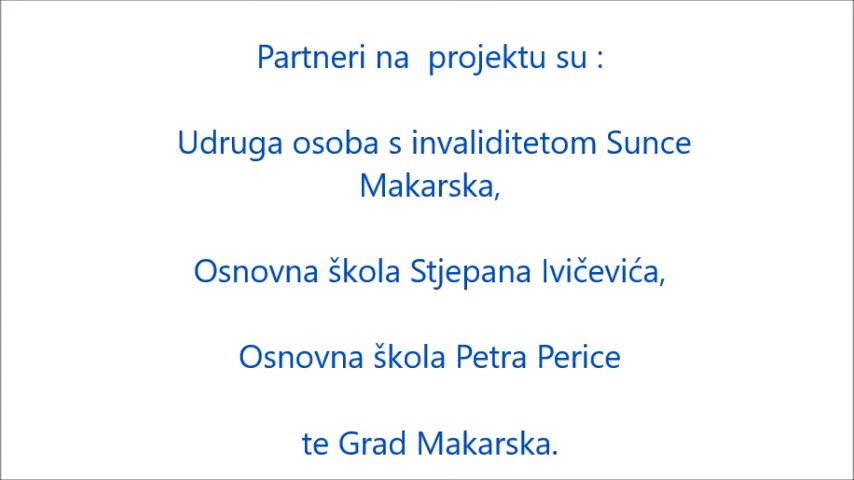 Partneri na  projektu su :
Udruga osoba s invaliditetom Sunce
Makarska,
Osnovna škola Stjepana Ivičevića,
Osnovna škola Petra Perice
te Grad Makarska.